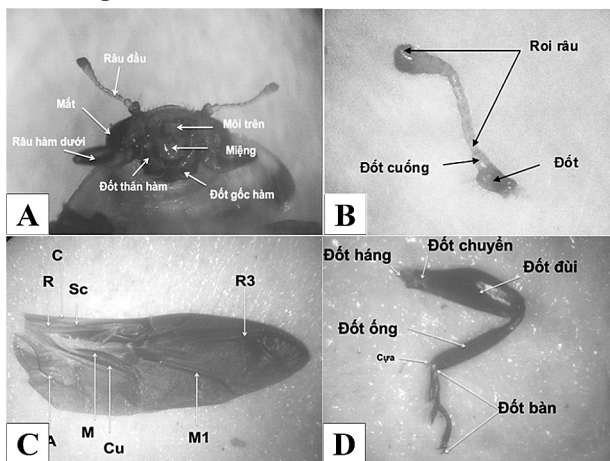 Râu đầu
Mắt
Môi trên
Râu hàm dưới
Miệng
Đốt thân hàm
Đốt gốc hàm
A
Roi râu
Đốt cuống
Đốt
B
C
R
Sc
R3
A
M
Cu
M1
C
Đốt chuyển
Đốt háng
Đốt đùi
Đốt ống
Cựa
Đốt bàn
D